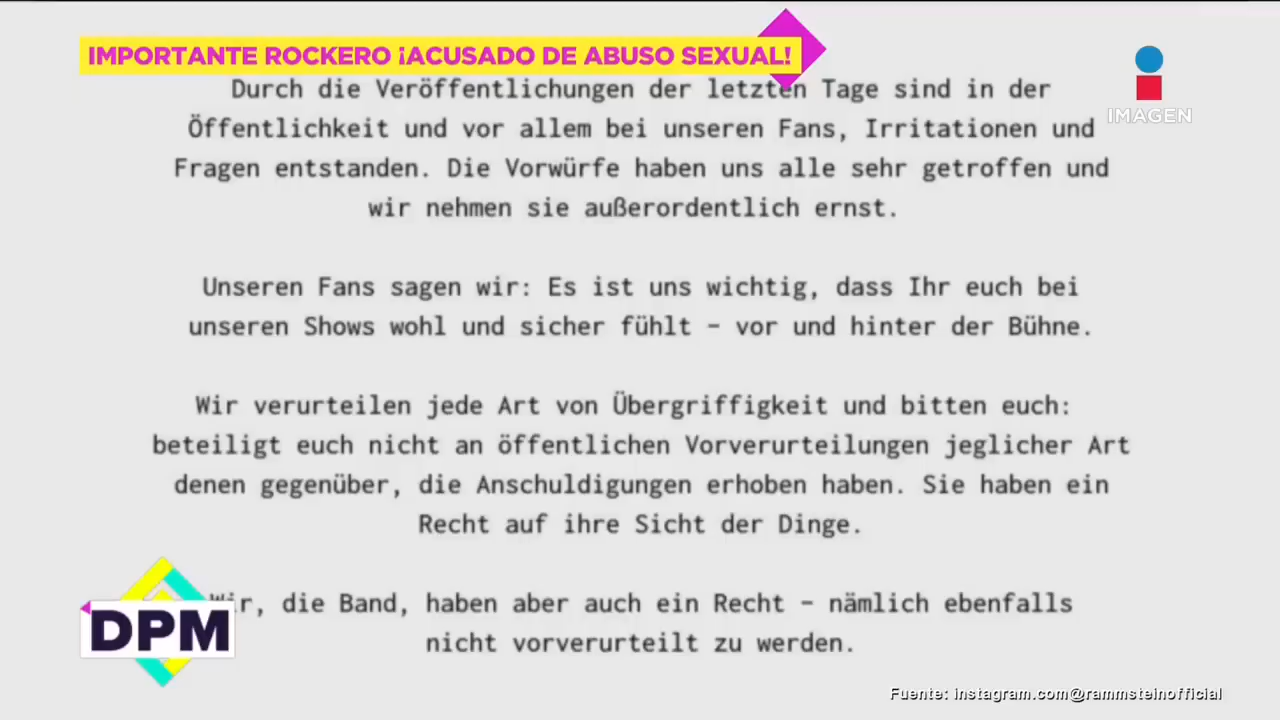 IMPORTANTE ROCKERO ¡ACUSADO DE ABUSO SEXUAL!
IMAGEN
Durch die Veröffentlichungen der letzten Tage sind in der
Öffentlichkeit und vor allem bei unseren Fans, Irritationen und
Fragen entstanden. Die Vorwürfe haben uns alle sehr getroffen und
wir nehmen sie außerordentlich ernst.
Unseren Fans sagen wir: Es ist uns wichtig, dass Ihr euch bei
unseren Shows wohl und sicher fühlt – vor und hinter der Bühne.
Wir verurteilen jede Art von Übergriffigkeit und bitten euch:
beteiligt euch nicht an öffentlichen Vorverurteilungen jeglicher Art
denen gegenüber, die Anschuldigungen erhoben haben. Sie haben ein
Recht auf ihre Sicht der Dinge.
Wir, die Band, haben aber auch ein Recht – nämlich ebenfalls
nicht vorverurteilt zu werden.
DPM
Fuente: instagram.com@rammsteinofficial